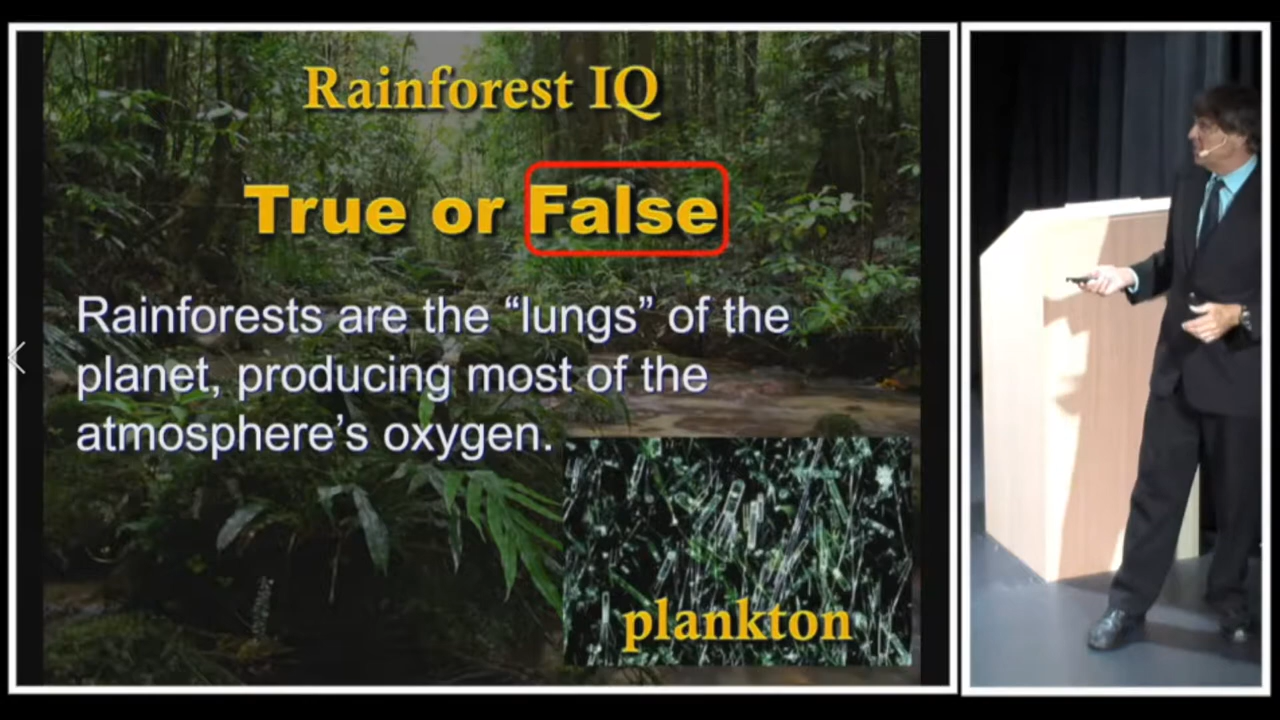 Rainforest IQ
True or False
Rainforests are the “lungs” of the
planet, producing most of the
atmosphere’s oxygen.
plankton